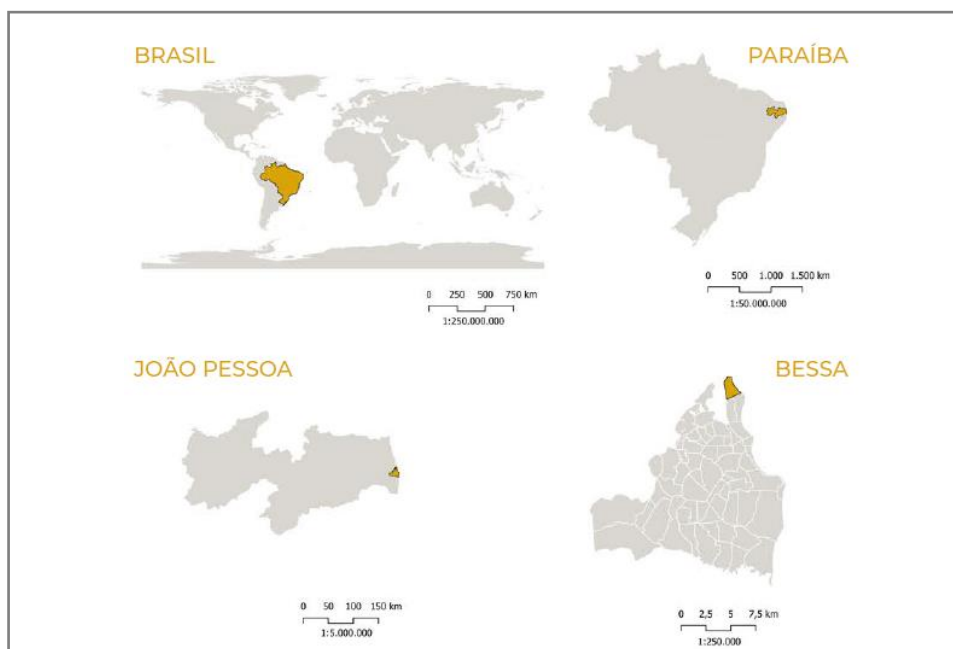 BRASIL
PARAÍBA
0 250 500 750 km
1:250.000.000
0 500 1.000 1.500 km
1:50.000.000
JOÃO PESSOA
BESSA
0 50 100 150 km
1:5.000.000
0 2,5 5 7,5 km
1:250.000